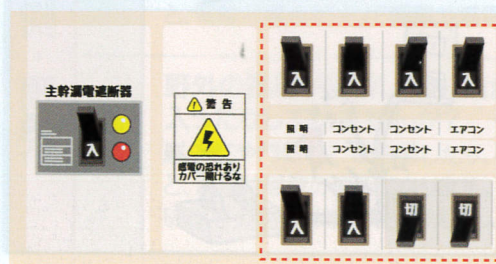 主幹漏電遮断器
入
警告
感電の恐れあり
カバー開けるな
入 入 入 入
照明 コンセント コンセント エアコン
照明 コンセント コンセント エアコン
入 入 切 切